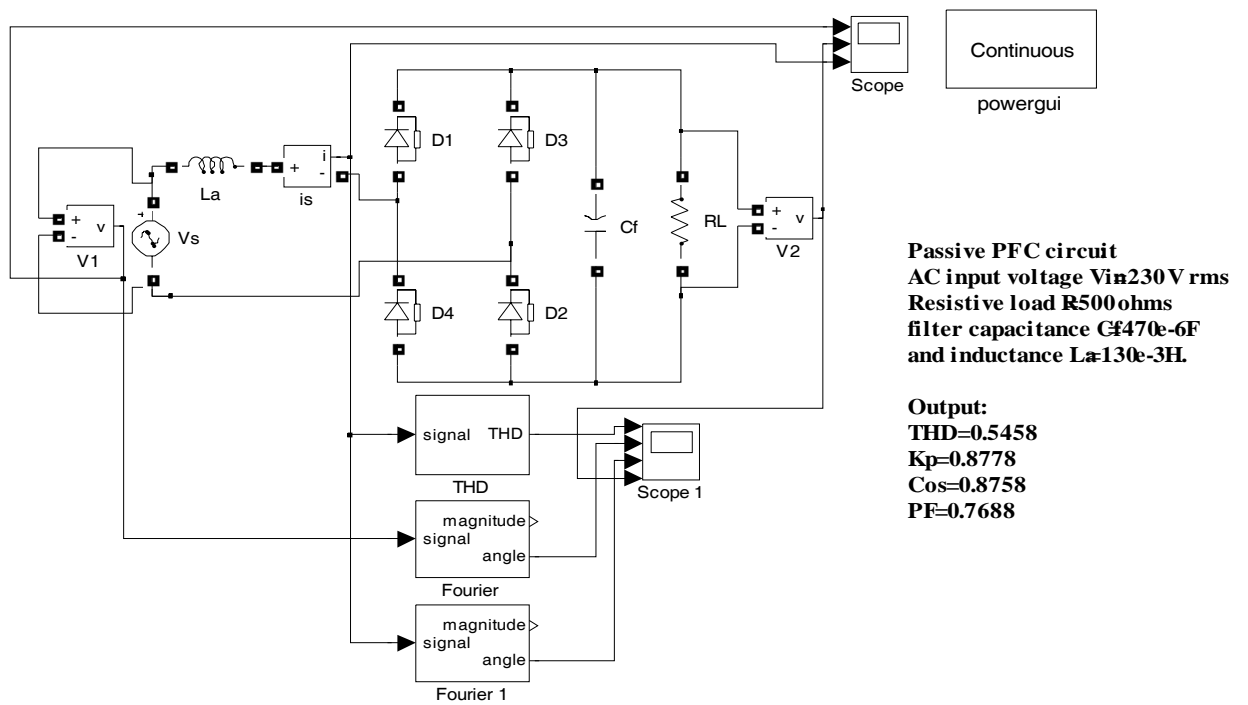 Scope
Continuous
powergui
i
+
-
is
La
+
-
v
V1
Vs
D1
D3
D4
D2
Cf
RL
+
-
v
V2
Passive PFC circuit
AC input voltage Vin=230V rms
Resistive load R=500ohms
filter capacitance Cf=470e-6F
and inductance La=130e-3H.
Output:
THD=0.5458
Kp=0.8778
Cos=0.8758
PF=0.7688
signal
THD
THD
Scope 1
magnitude
signal
angle
Fourier
magnitude
signal
angle
Fourier 1